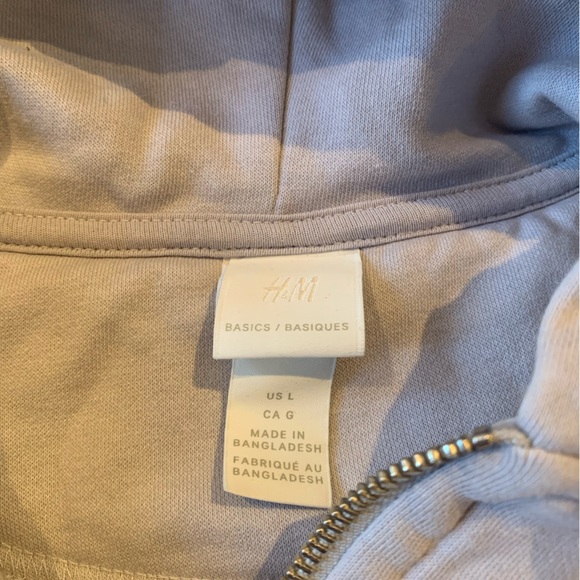 H&M
BASICS / BASIQUES
US L
CA G
MADE IN
BANGLADESH
FABRIQUÉ AU
BANGLADESH